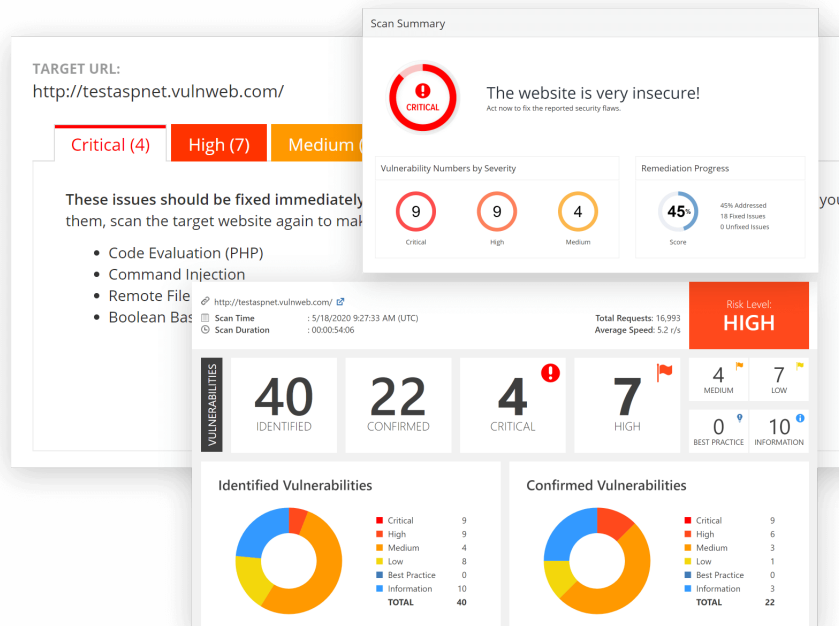 TARGET URL:
http://testaspnet.vulnweb.com/
Critical (4)
High (7)
Medium (
These issues should be fixed immediately
them, scan the target website again to
Code Evaluation (PHP)
Command Injection
Remote File
Boolean
Scan Summary
CRITICAL
The website is very insecure!
Act now to fix the reported security flaws.
Vulnerability Numbers by Severity
9
Critical
9
High
4
Medium
Remediation Progress
45%
Score
45% Addressed
18 Fixed Issues
0 Unfixed Issues
http://testaspnet.vulnweb.com/
Scan Time : 5/18/2020 9:27:33 AM (UTC)
Scan Duration : 00:00:54:06
Total Requests: 16,993
Average Speed: 5.2 r/s
Risk Level:
HIGH
VULNERABILITIES
40
IDENTIFIED
22
CONFIRMED
4
CRITICAL
7
HIGH
4
MEDIUM
7
LOW
0
BEST PRACTICE
10
INFORMATION
Identified Vulnerabilities
Critical 9
High 9
Medium 4
Low 8
Best Practice 0
Information 10
TOTAL 40
Confirmed Vulnerabilities
Critical 9
High 6
Medium 3
Low 1
Best Practice 0
Information 3
TOTAL 22